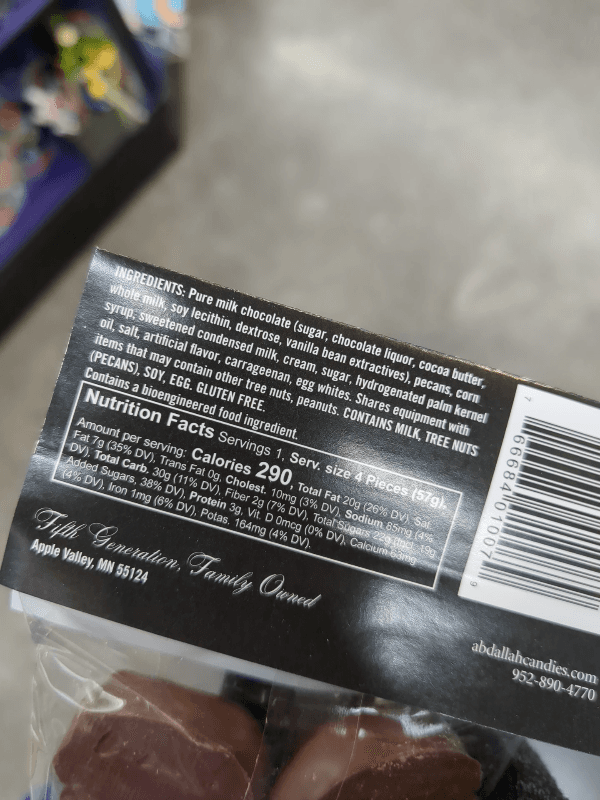 INGREDIENTS: Pure milk chocolate (sugar, chocolate liquor, cocoa butter,
whole milk, soy lecithin, dextrose, vanilla bean extractives), pecans, corn
syrup, sweetened condensed milk, cream, sugar, hydrogenated palm kernel
oil, salt, artificial flavor, carrageenan, egg whites. Shares equipment with
items that may contain other tree nuts, peanuts. CONTAINS MILK, TREE NUTS
(PECANS), SOY, EGG. GLUTEN FREE.
Contains a bioengineered food ingredient.
Nutrition Facts Servings 1, Serv. size 4 Pieces (57g),
Amount per serving: Calories 290, Total Fat 20g (26% DV), Sat.
Fat 7g (35% DV), Trans Fat 0g, Cholest. 10mg (3% DV), Sodium 85mg (4%
DV), Total Carb. 30g (11% DV), Fiber 2g (7% DV), Total Sugars 22g (Incl. 19g
Added Sugars, 38% DV), Protein 3g, Vit. D 0mcg (0% DV), Calcium 63mg
(4% DV), Iron 1mg (6% DV), Potas. 164mg (4% DV).
Fifth Generation, Family Owned
Apple Valley, MN 55124
7 66684 01007 9
abdallahcandies.com
952-890-4770